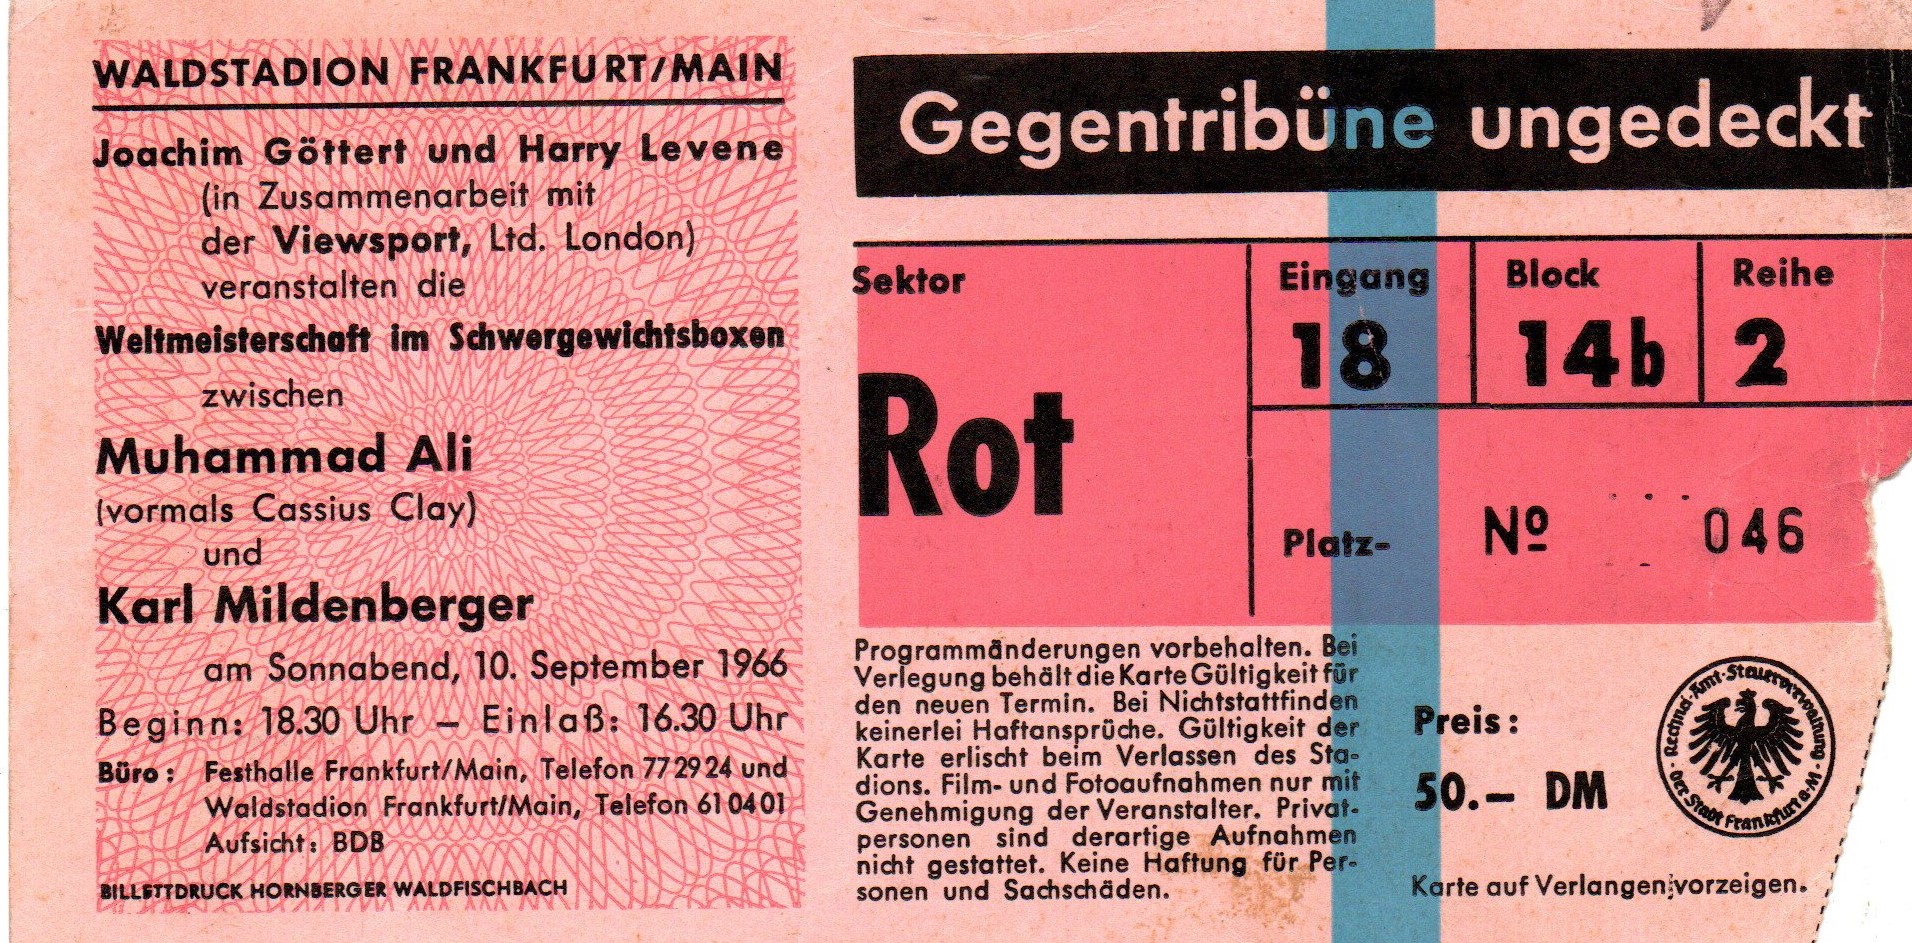 WALDSTADION FRANKFURT/MAIN
Joachim Göttert und Harry Levene
(in Zusammenarbeit mit
der Viewsport, Ltd. London)
veranstalten die
Weltmeisterschaft im Schwergewichtsboxen
zwischen
Muhammad Ali
(vormals Cassius Clay)
und
Karl Mildenberger
am Sonnabend, 10. September 1966
Beginn: 18.30 Uhr – Einlaß: 16.30 Uhr
Büro: Festhalle Frankfurt/Main, Telefon 772924 und
Waldstadion Frankfurt/Main, Telefon 610401
Aufsicht: BDB
BILLETTDRUCK HORNBERGER WALDFISCHBACH
Gegentribüne ungedeckt
Sektor
Rot
Eingang
18
Block
14b
Reihe
2
Platz- Nº 046
Programmänderungen vorbehalten. Bei
Verlegung behält die Karte Gültigkeit für
den neuen Termin. Bei Nichtstattfinden
keinerlei Haftansprüche. Gültigkeit der
Karte erlischt beim Verlassen des Sta-
dions. Film- und Fotoaufnahmen nur mit
Genehmigung der Veranstalter. Privat-
personen sind derartige Aufnahmen
nicht gestattet. Keine Haftung für Per-
sonen und Sachschäden.
Preis:
50.– DM
Rechnei-Amt-Steuerverwaltung
der Stadt Frankfurt a-M
Karte auf Verlangen vorzeigen.